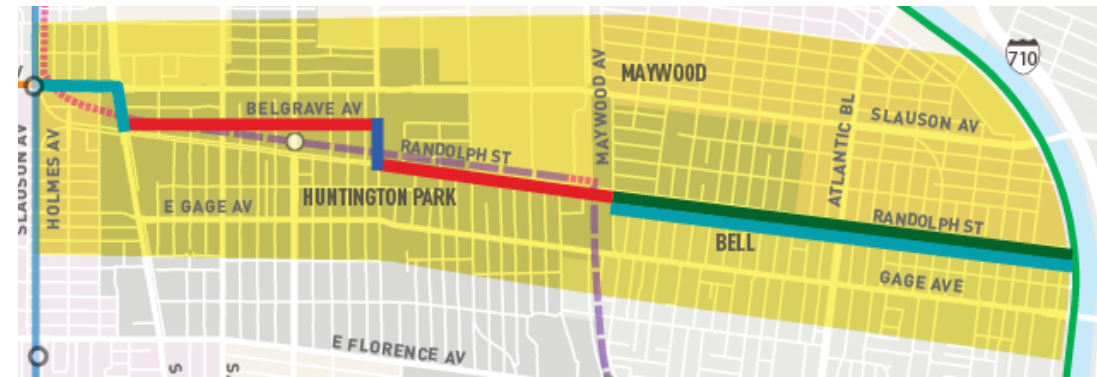 710
MAYWOOD
MAYWOOD AV
BELGRAVE AV
SLAUSON AV
ATLANTIC BL
RANDOLPH ST
SLAUSON AV
HOLMES AV
E GAGE AV
HUNTINGTON PARK
RANDOLPH ST
BELL
GAGE AVE
E FLORENCE AV
S
S